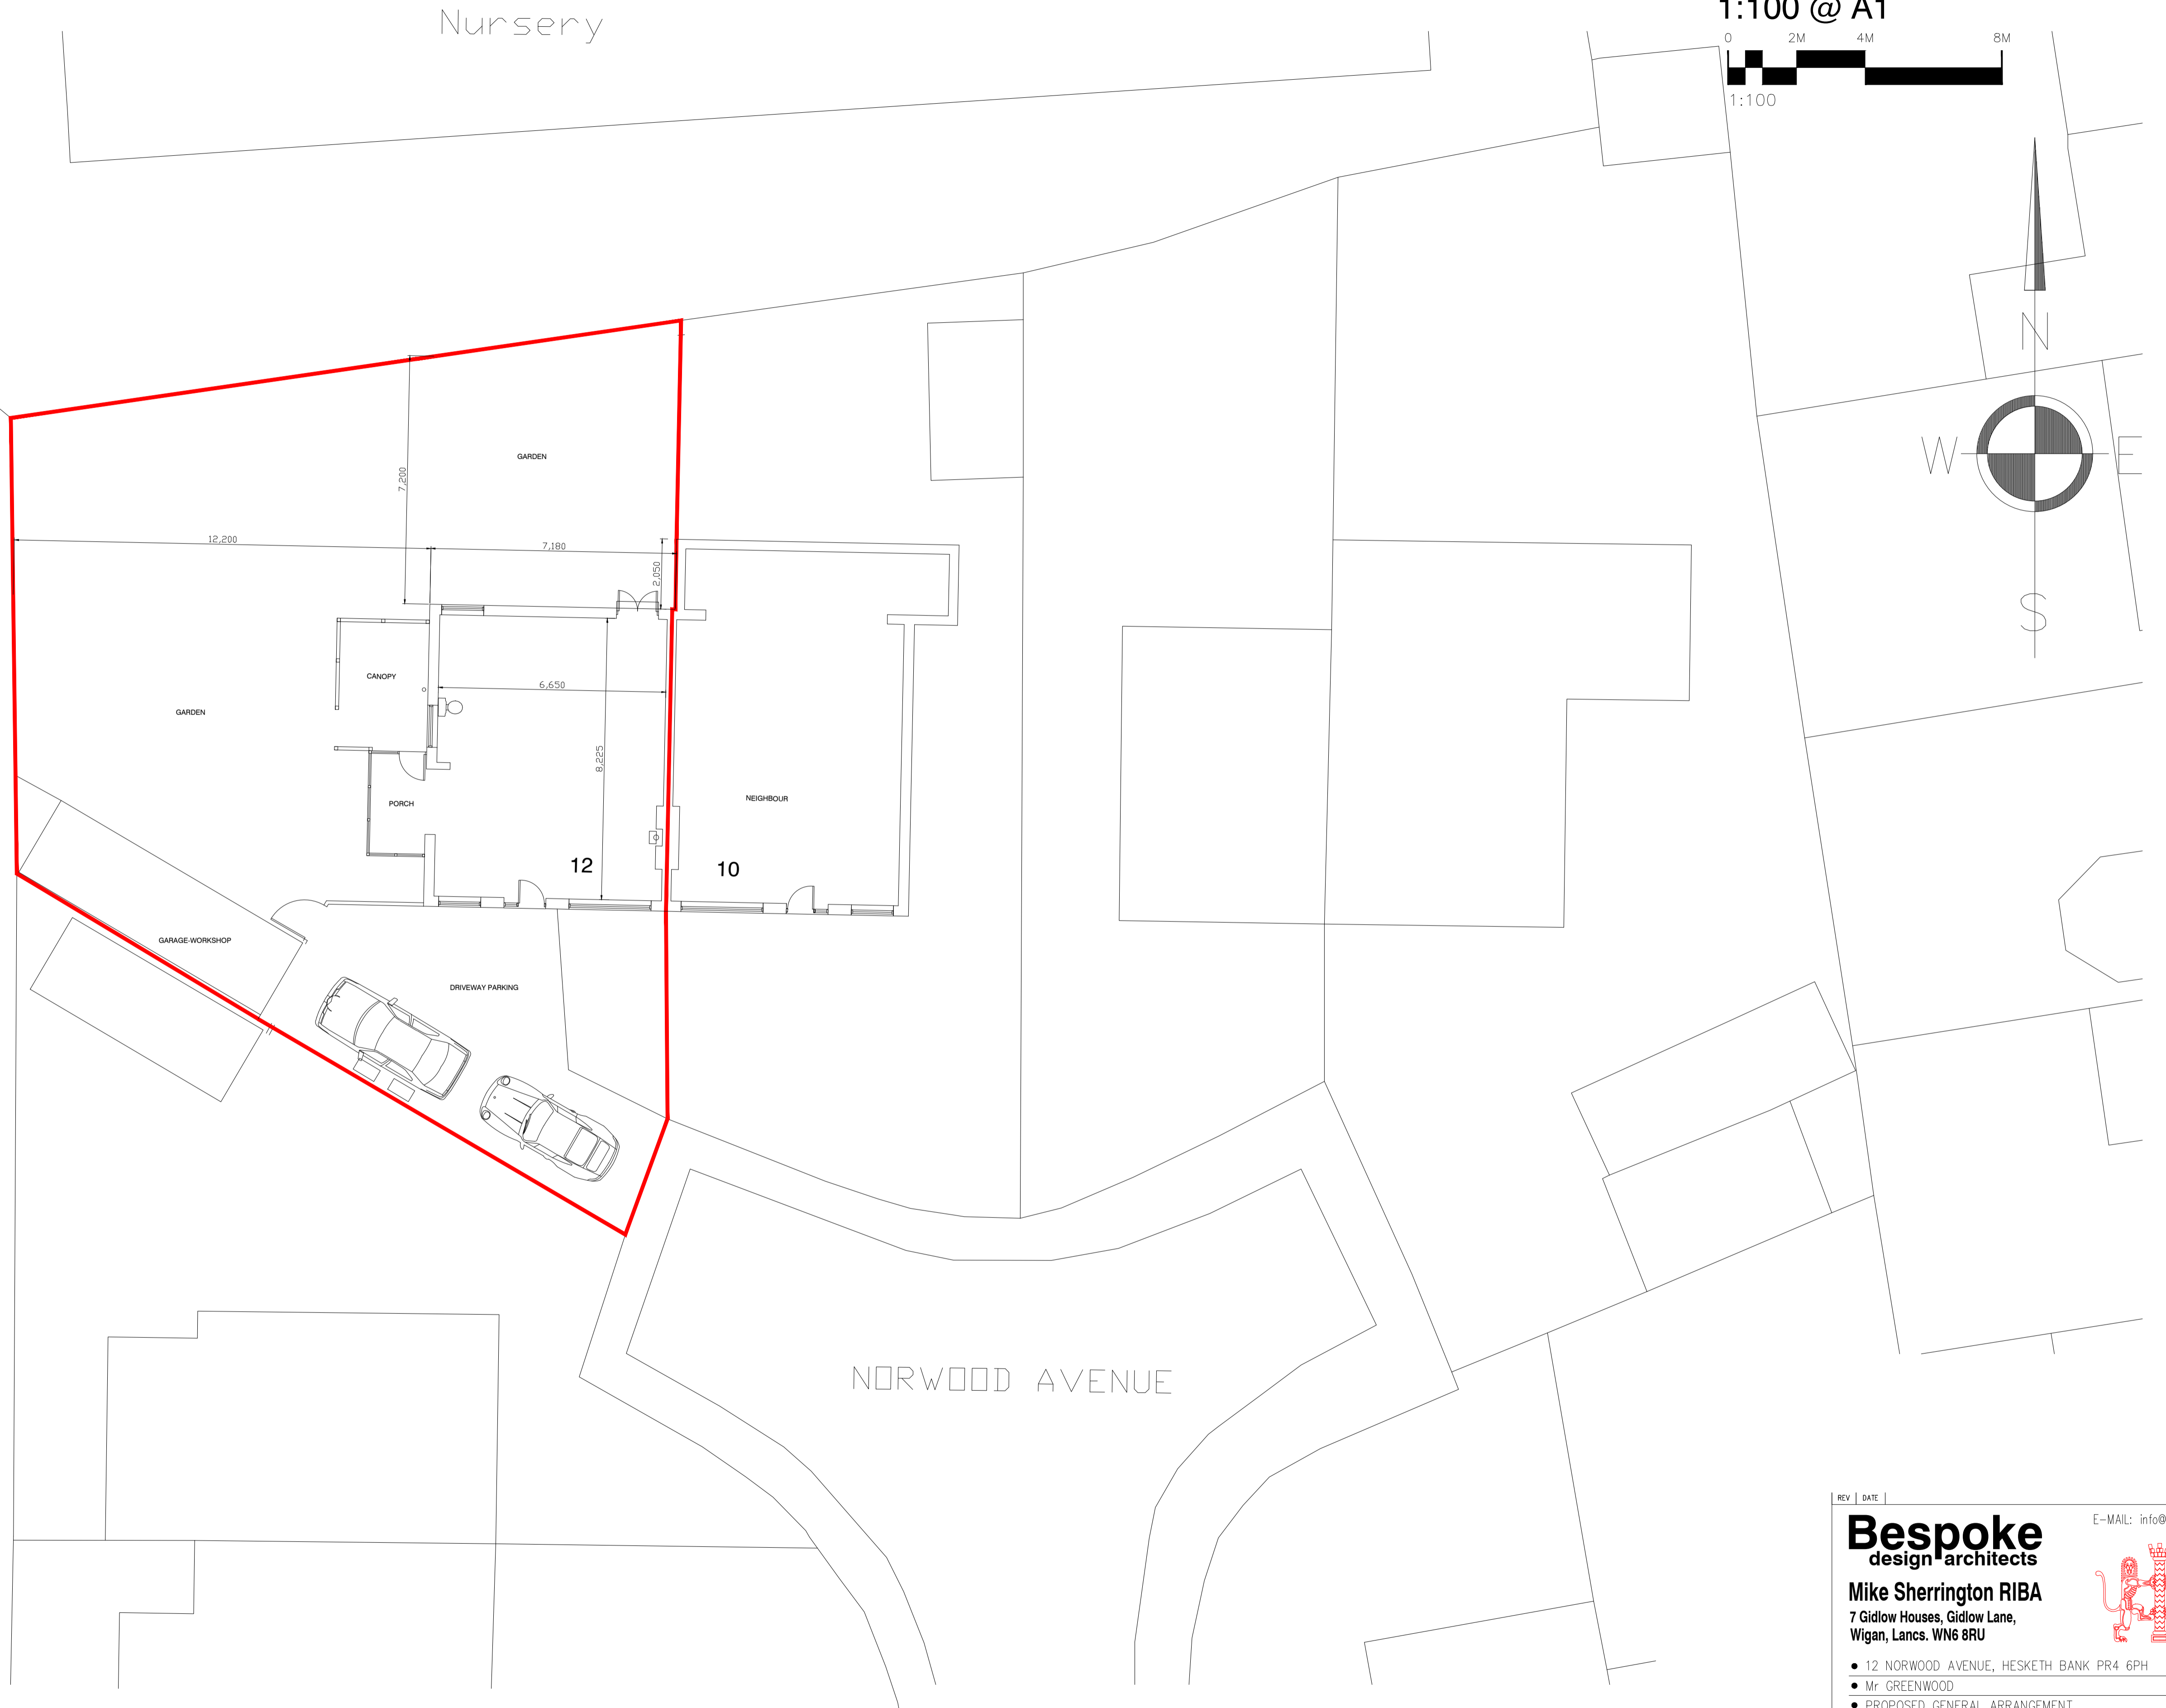 Nursery
1:100 @ A1
0 2M 4M 8M
1:100
N
W E
S
GARDEN
7,200
12,200
7,180
2,050
CANOPY
6,650
GARDEN
8,225
PORCH
NEIGHBOUR
12
10
GARAGE-WORKSHOP
DRIVEWAY PARKING
NORWOOD AVENUE
REV DATE
Bespoke
design architects
E-MAIL: info@
Mike Sherrington RIBA
7 Gidlow Houses, Gidlow Lane,
Wigan, Lancs. WN6 8RU
● 12 NORWOOD AVENUE, HESKETH BANK PR4 6PH
● Mr GREENWOOD
● PROPOSED GENERAL ARRANGEMENT